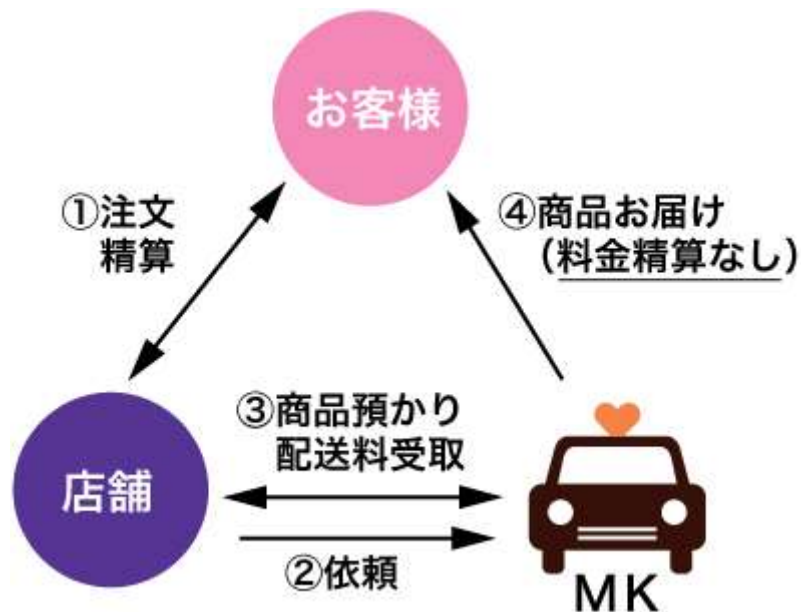 お客様
①注文
精算
④商品お届け
(料金精算なし)
③商品預かり
配送料受取
店舗
②依頼
MK